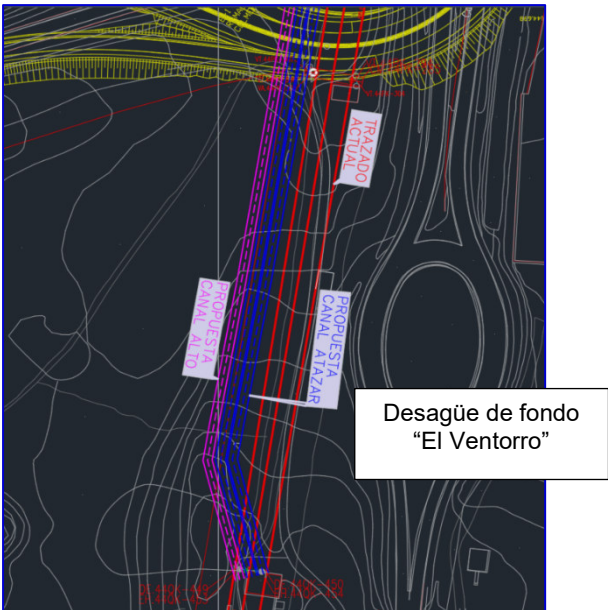 TRAZADO
ACTUAL
PROPUESTA
CANAL ALTO
PROPUESTA
CANAL ATAZAR
Desagüe de fondo
“El Ventorro”